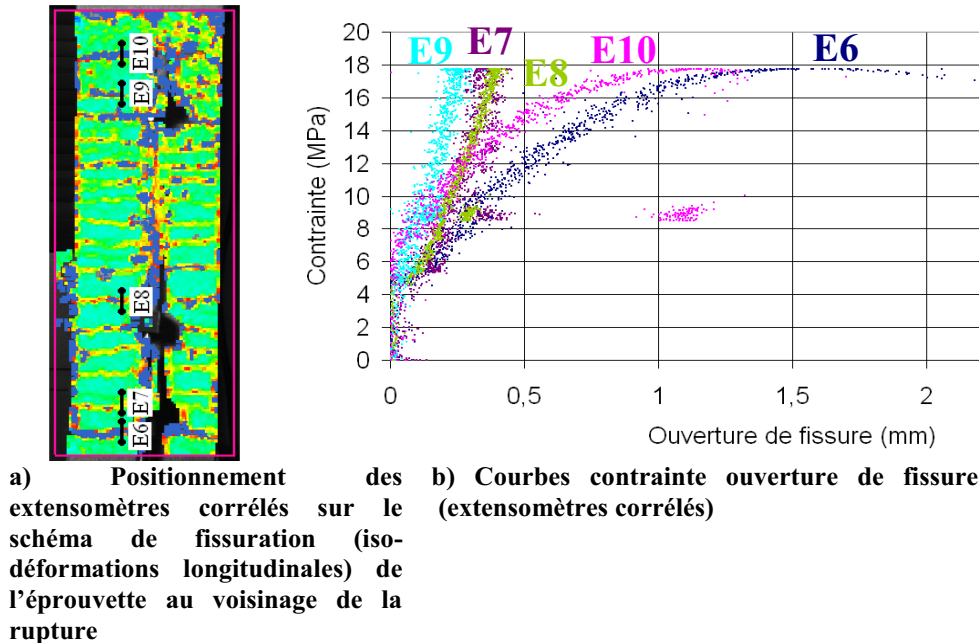 E10
E9
E8
E7
E6
E9
E7
E8
E10
E6
Contrainte (MPa)
20
18
16
14
12
10
8
6
4
2
0
0
0,5
1
1,5
2
Ouverture de fissure (mm)
a) Positionnement des
extensomètres corrélés sur le
schéma de fissuration (iso-
déformations longitudinales) de
l'éprouvette au voisinage de la
rupture
b) Courbes contrainte ouverture de fissure
(extensomètres corrélés)